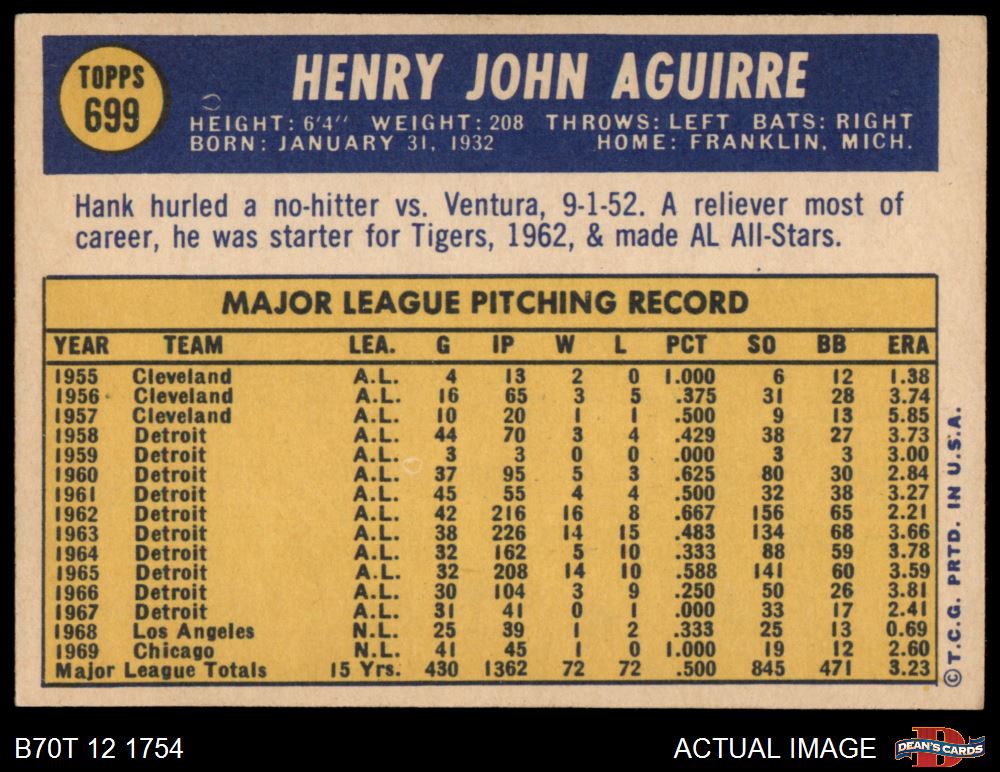 TOPPS
699
HENRY JOHN AGUIRRE
HEIGHT: 6'4" WEIGHT: 208 THROWS: LEFT BATS: RIGHT
BORN: JANUARY 31, 1932 HOME: FRANKLIN, MICH.
Hank hurled a no-hitter vs. Ventura, 9-1-52. A reliever most of
career, he was starter for Tigers, 1962, & made AL All-Stars.
MAJOR LEAGUE PITCHING RECORD
YEAR TEAM LEA. G IP W L PCT SO BB ERA
1955 Cleveland A.L. 4 13 2 0 1.000 6 12 1.38
1956 Cleveland A.L. 16 65 3 5 .375 31 28 3.74
1957 Cleveland A.L. 10 20 1 1 .500 9 13 5.85
1958 Detroit A.L. 44 70 3 4 .429 38 27 3.73
1959 Detroit A.L. 3 3 0 0 .000 3 3 3.00
1960 Detroit A.L. 37 95 5 3 .625 80 30 2.84
1961 Detroit A.L. 45 55 4 4 .500 32 38 3.27
1962 Detroit A.L. 42 216 16 8 .667 156 65 2.21
1963 Detroit A.L. 38 226 14 15 .483 134 68 3.66
1964 Detroit A.L. 32 162 5 10 .333 88 59 3.78
1965 Detroit A.L. 32 208 14 10 .588 141 60 3.59
1966 Detroit A.L. 30 104 3 9 .250 50 26 3.81
1967 Detroit A.L. 31 41 0 1 .000 33 17 2.41
1968 Los Angeles N.L. 25 39 1 2 .333 25 13 0.69
1969 Chicago N.L. 41 45 1 0 1.000 19 12 2.60
Major League Totals 15 Yrs. 430 1362 72 72 .500 845 471 3.23
©T.C.G. PRTD. IN U.S.A.
B70T 12 1754
ACTUAL IMAGE
D
DEAN'S CARDS